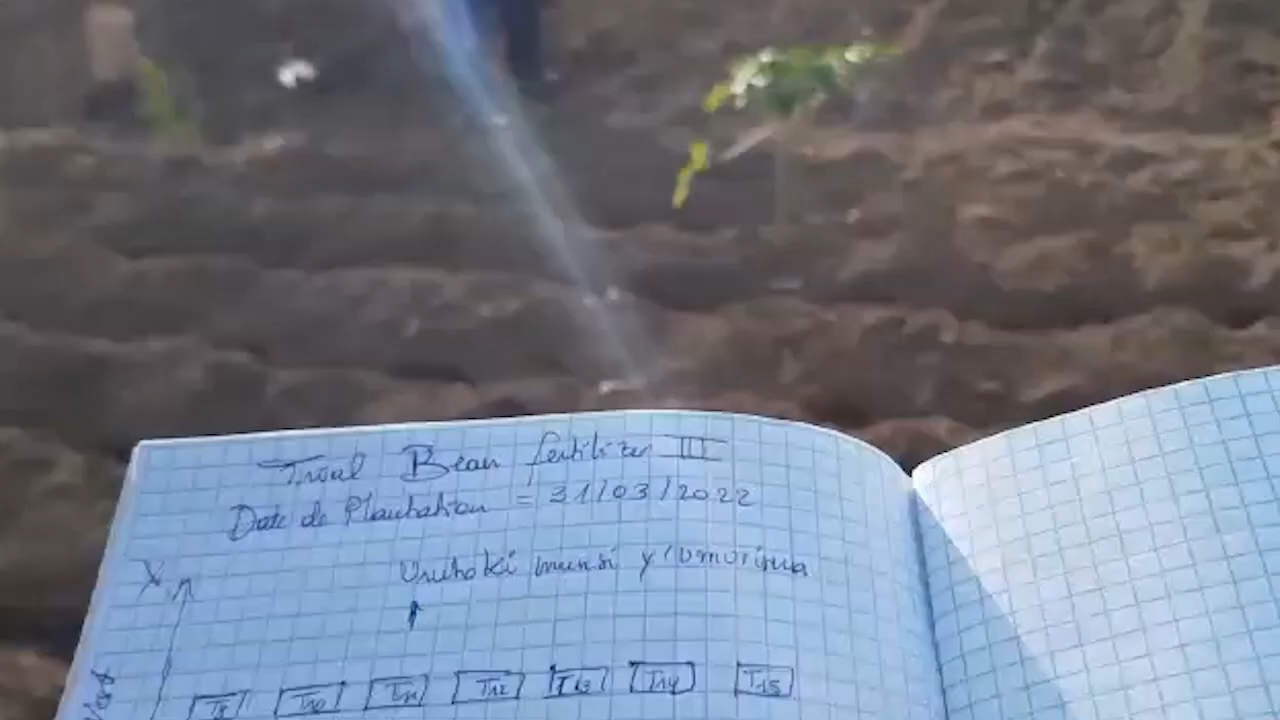 Trial Bean fertilizer III
Date de Plantation = 31/03/2022
X
Uruhoki munsi y'umurima
T9 T10 T11 T12 T13 T14 T15